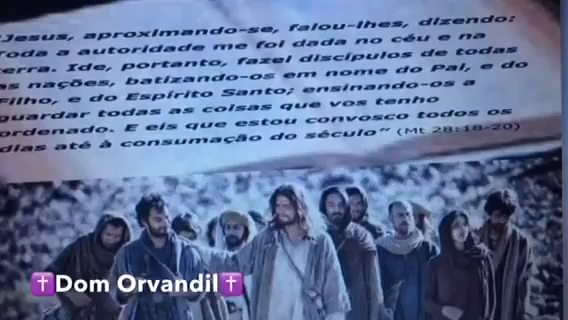 "Jesus, aproximando-se, falou-lhes, dizendo:
Toda a autoridade me foi dada no céu e na
terra. Ide, portanto, fazei discípulos de todas
as nações, batizando-os em nome do Pai, e do
Filho, e do Espírito Santo; ensinando-os a
guardar todas as coisas que vos tenho
ordenado. E eis que estou convosco todos os
dias até à consumação do século" (Mt 28:18-20)
✝Dom Orvandil✝